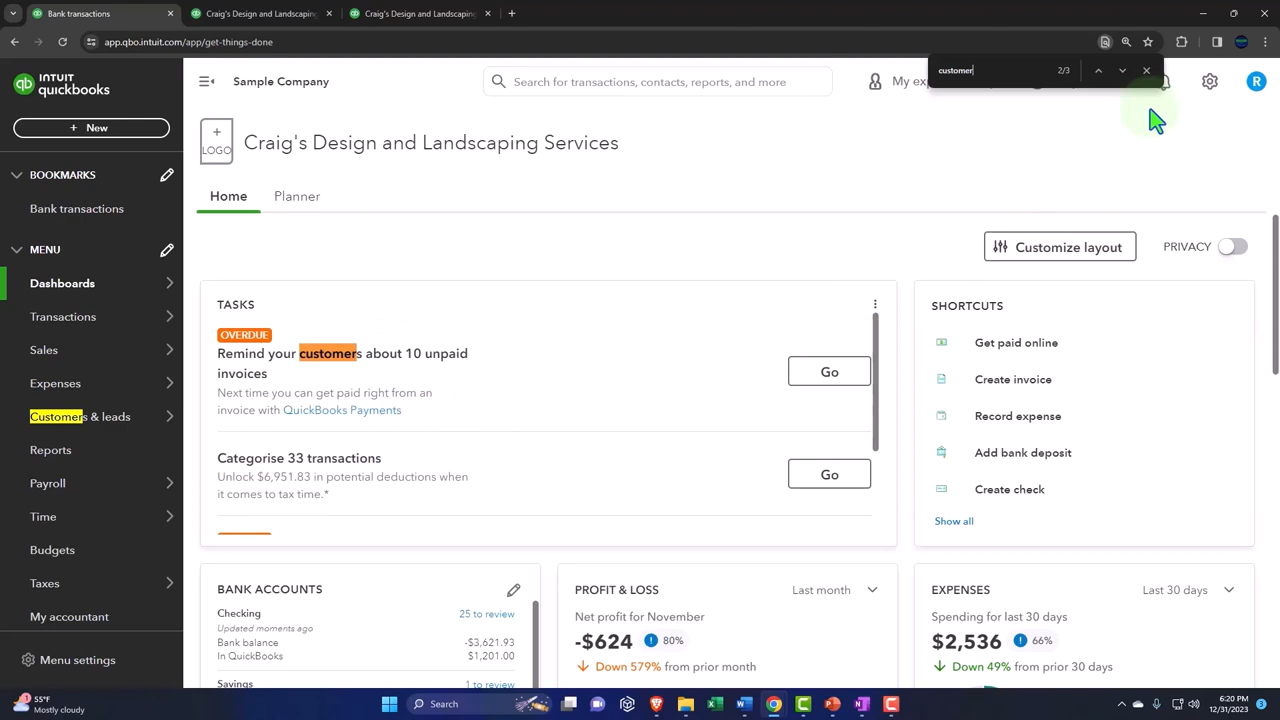 Bank transactions
Craig's Design and Landscaping
Craig's Design and Landscaping
app.qbo.intuit.com/app/get-things-done
customer
2/3
INTUIT
quickbooks
Sample Company
Search for transactions, contacts, reports, and more
R
+ New
+
LOGO
Craig's Design and Landscaping Services
BOOKMARKS
Bank transactions
Home
Planner
MENU
Customize layout
PRIVACY
Dashboards
Transactions
Sales
Expenses
Customers & leads
Reports
Payroll
Time
Budgets
Taxes
My account
Menu settings
TASKS
OVERDUE
Remind your customers about 10 unpaid
invoices
Next time you can get paid right from an
invoice with QuickBooks Payments
Go
Categorise 33 transactions
Unlock $6,951.83 in potential deductions when
it comes to tax time.*
Go
SHORTCUTS
Get paid online
Create invoice
Record expense
Add bank deposit
Create check
Show all
BANK ACCOUNTS
Checking
25 to review
Updated moments ago
Bank balance
-$3,621.93
In QuickBooks
$1,201.00
Savings
1 to review
PROFIT & LOSS
Last month
Net profit for November
-$624
80%
Down 579% from prior month
EXPENSES
Last 30 days
Spending for last 30 days
$2,536
66%
Down 49% from prior 30 days
55°F
Mostly cloudy
Search
6:20 PM
12/31/2023